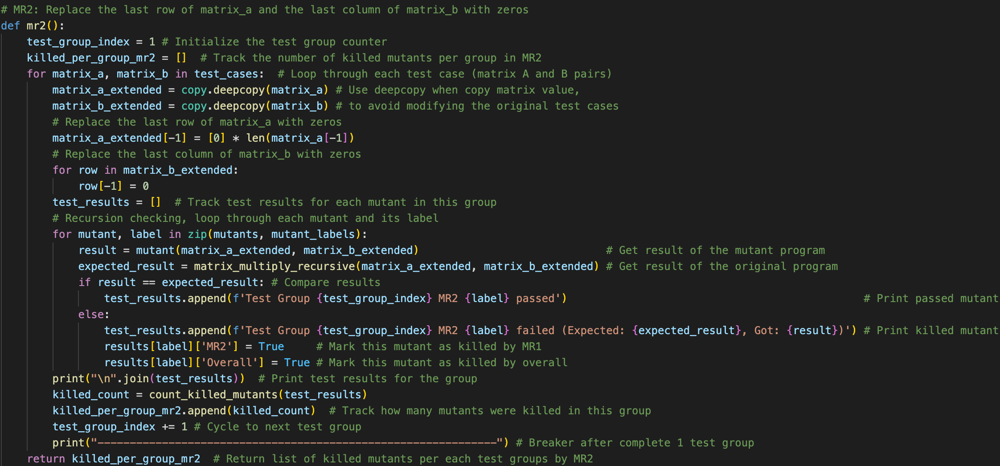 # MR2: Replace the last row of matrix_a and the last column of matrix_b with zeros
def mr2():
    test_group_index = 1 # Initialize the test group counter
    killed_per_group_mr2 = []  # Track the number of killed mutants per group in MR2
    for matrix_a, matrix_b in test_cases:  # Loop through each test case (matrix A and B pairs)
        matrix_a_extended = copy.deepcopy(matrix_a) # Use deepcopy when copy matrix value,
        matrix_b_extended = copy.deepcopy(matrix_b) # to avoid modifying the original test cases
        # Replace the last row of matrix_a with zeros
        matrix_a_extended[-1] = [0] * len(matrix_a[-1])
        # Replace the last column of matrix_b with zeros
        for row in matrix_b_extended:
            row[-1] = 0
        test_results = []  # Track test results for each mutant in this group
        # Recursion checking, loop through each mutant and its label
        for mutant, label in zip(mutants, mutant_labels):
            result = mutant(matrix_a_extended, matrix_b_extended)                             # Get result of the mutant program
            expected_result = matrix_multiply_recursive(matrix_a_extended, matrix_b_extended) # Get result of the original program
            if result == expected_result: # Compare results
                test_results.append(f'Test Group {test_group_index} MR2 {label} passed')                                              # Print passed mutant
            else:
                test_results.append(f'Test Group {test_group_index} MR2 {label} failed (Expected: {expected_result}, Got: {result})') # Print killed mutant
                results[label]['MR2'] = True     # Mark this mutant as killed by MR1
                results[label]['Overall'] = True # Mark this mutant as killed by overall
        print("\n".join(test_results))  # Print test results for the group
        killed_count = count_killed_mutants(test_results)
        killed_per_group_mr2.append(killed_count)  # Track how many mutants were killed in this group
        test_group_index += 1 # Cycle to next test group
        print("--------------------------------------------------------------") # Breaker after complete 1 test group
    return killed_per_group_mr2  # Return list of killed mutants per each test groups by MR2